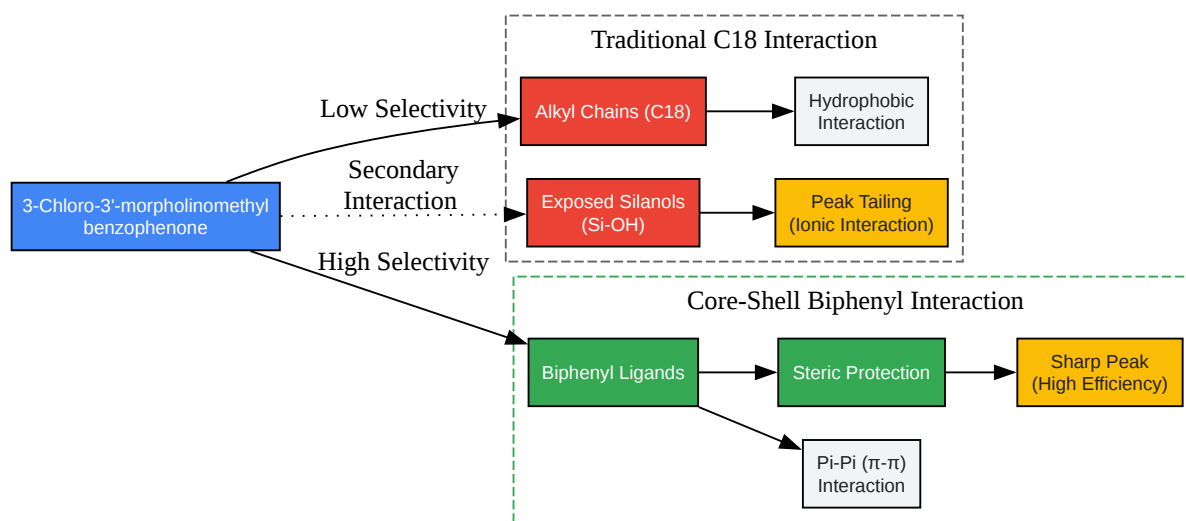 Traditional C18 Interaction
Low Selectivity
Alkyl Chains (C18)
Hydrophobic
Interaction
Secondary
Interaction
3-Chloro-3'-morpholinomethyl
benzophenone
Exposed Silanols
(Si-OH)
Peak Tailing
(Ionic Interaction)
High Selectivity
Core-Shell Biphenyl Interaction
Biphenyl Ligands
Steric Protection
Sharp Peak
(High Efficiency)
Pi-Pi (π-π)
Interaction